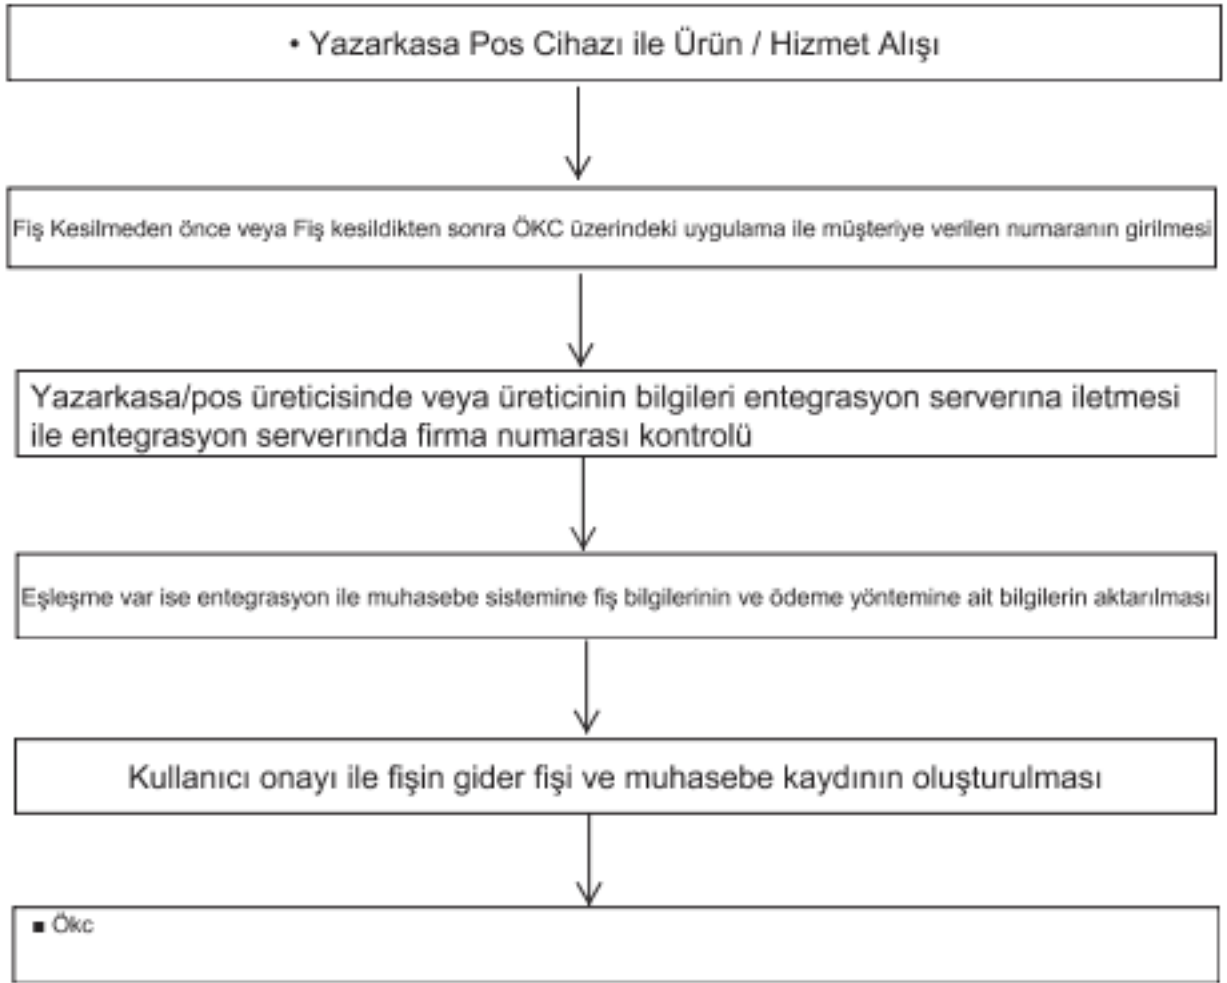 • Yazarkasa Pos Cihazı ile Ürün / Hizmet Alışı
Fiş Kesilmeden önce veya Fiş kesildikten sonra ÖKC üzerindeki uygulama ile müşteriye verilen numaranın girilmesi
Yazarkasa/pos üreticisinde veya üreticinin bilgileri entegrasyon serverına iletmesi
ile entegrasyon serverında firma numarası kontrolü
Eşleşme var ise entegrasyon ile muhasebe sistemine fiş bilgilerinin ve ödeme yöntemine ait bilgilerin aktarılması
Kullanıcı onayı ile fişin gider fişi ve muhasebe kaydının oluşturulması
▪ Ökc